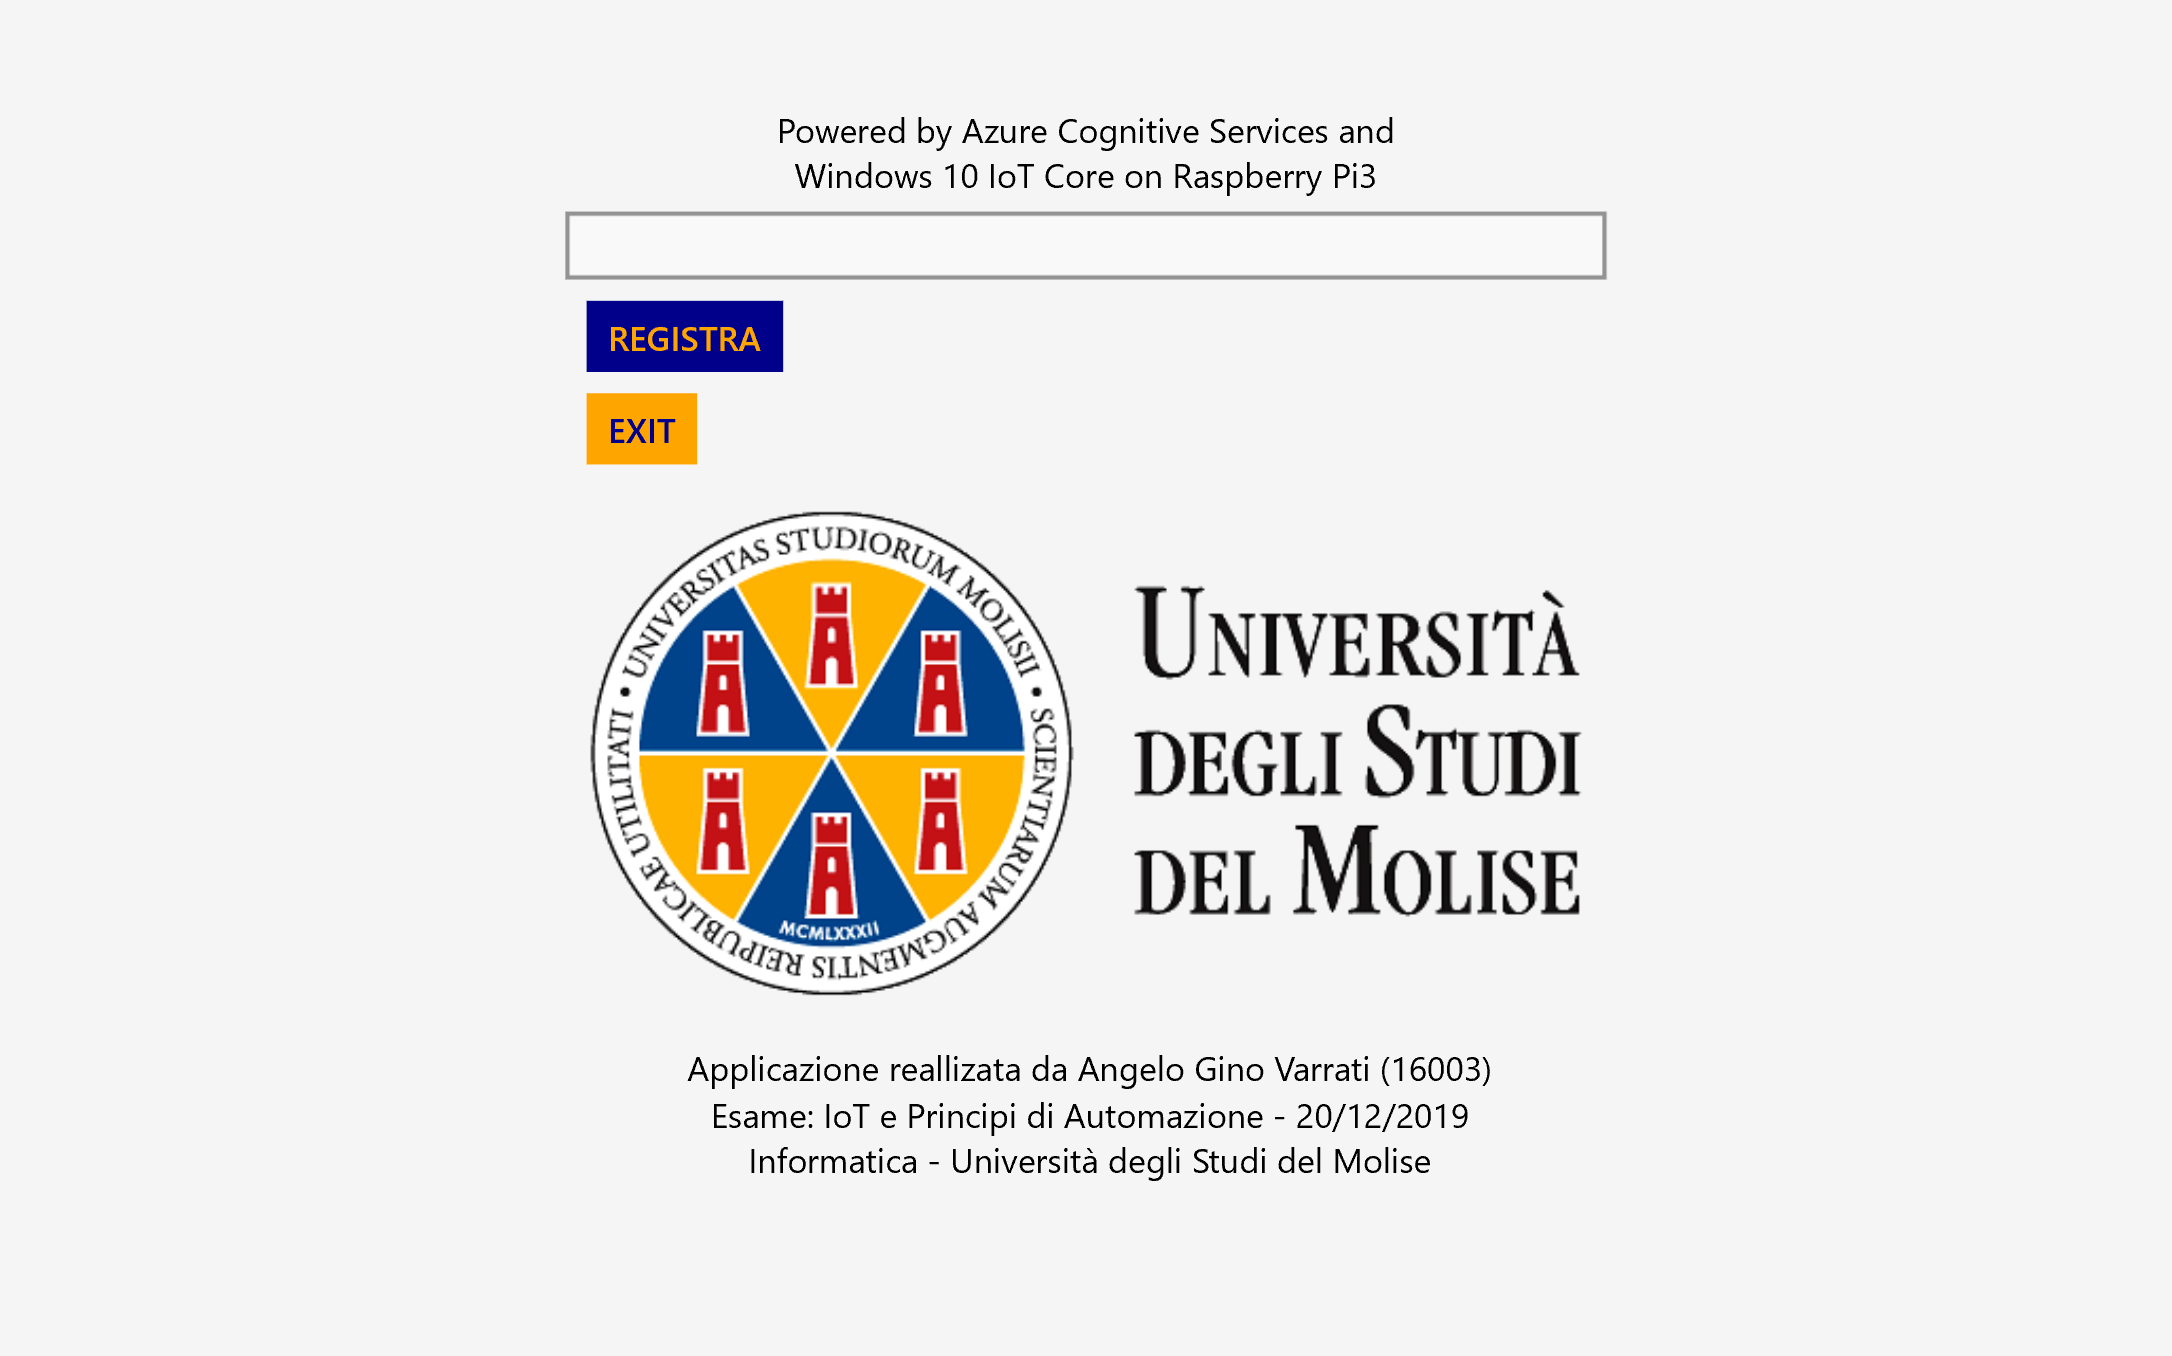 Powered by Azure Cognitive Services and
Windows 10 IoT Core on Raspberry Pi3
REGISTRA
EXIT
• UNIVERSITAS STUDIORUM MOLISII • SCIENTIARUM AUGMENTIS REIPUBLICAE UTILITATI
MCMLXXXII
UNIVERSITÀ
DEGLI STUDI
DEL MOLISE
Applicazione reallizata da Angelo Gino Varrati (16003)
Esame: IoT e Principi di Automazione - 20/12/2019
Informatica - Università degli Studi del Molise